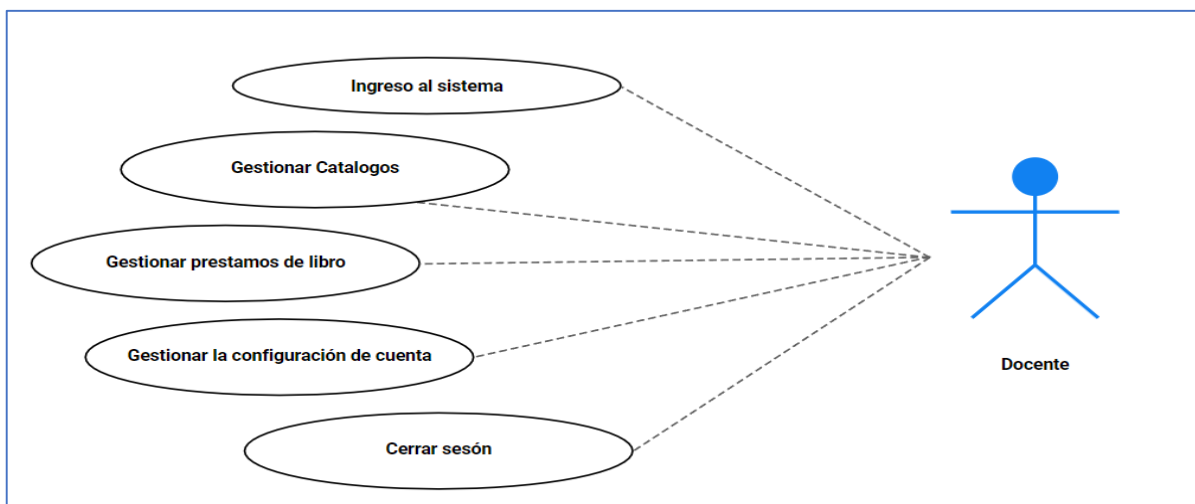 Ingreso al sistema
Gestionar Catalogos
Gestionar prestamos de libro
Gestionar la configuración de cuenta
Cerrar sesón
Docente